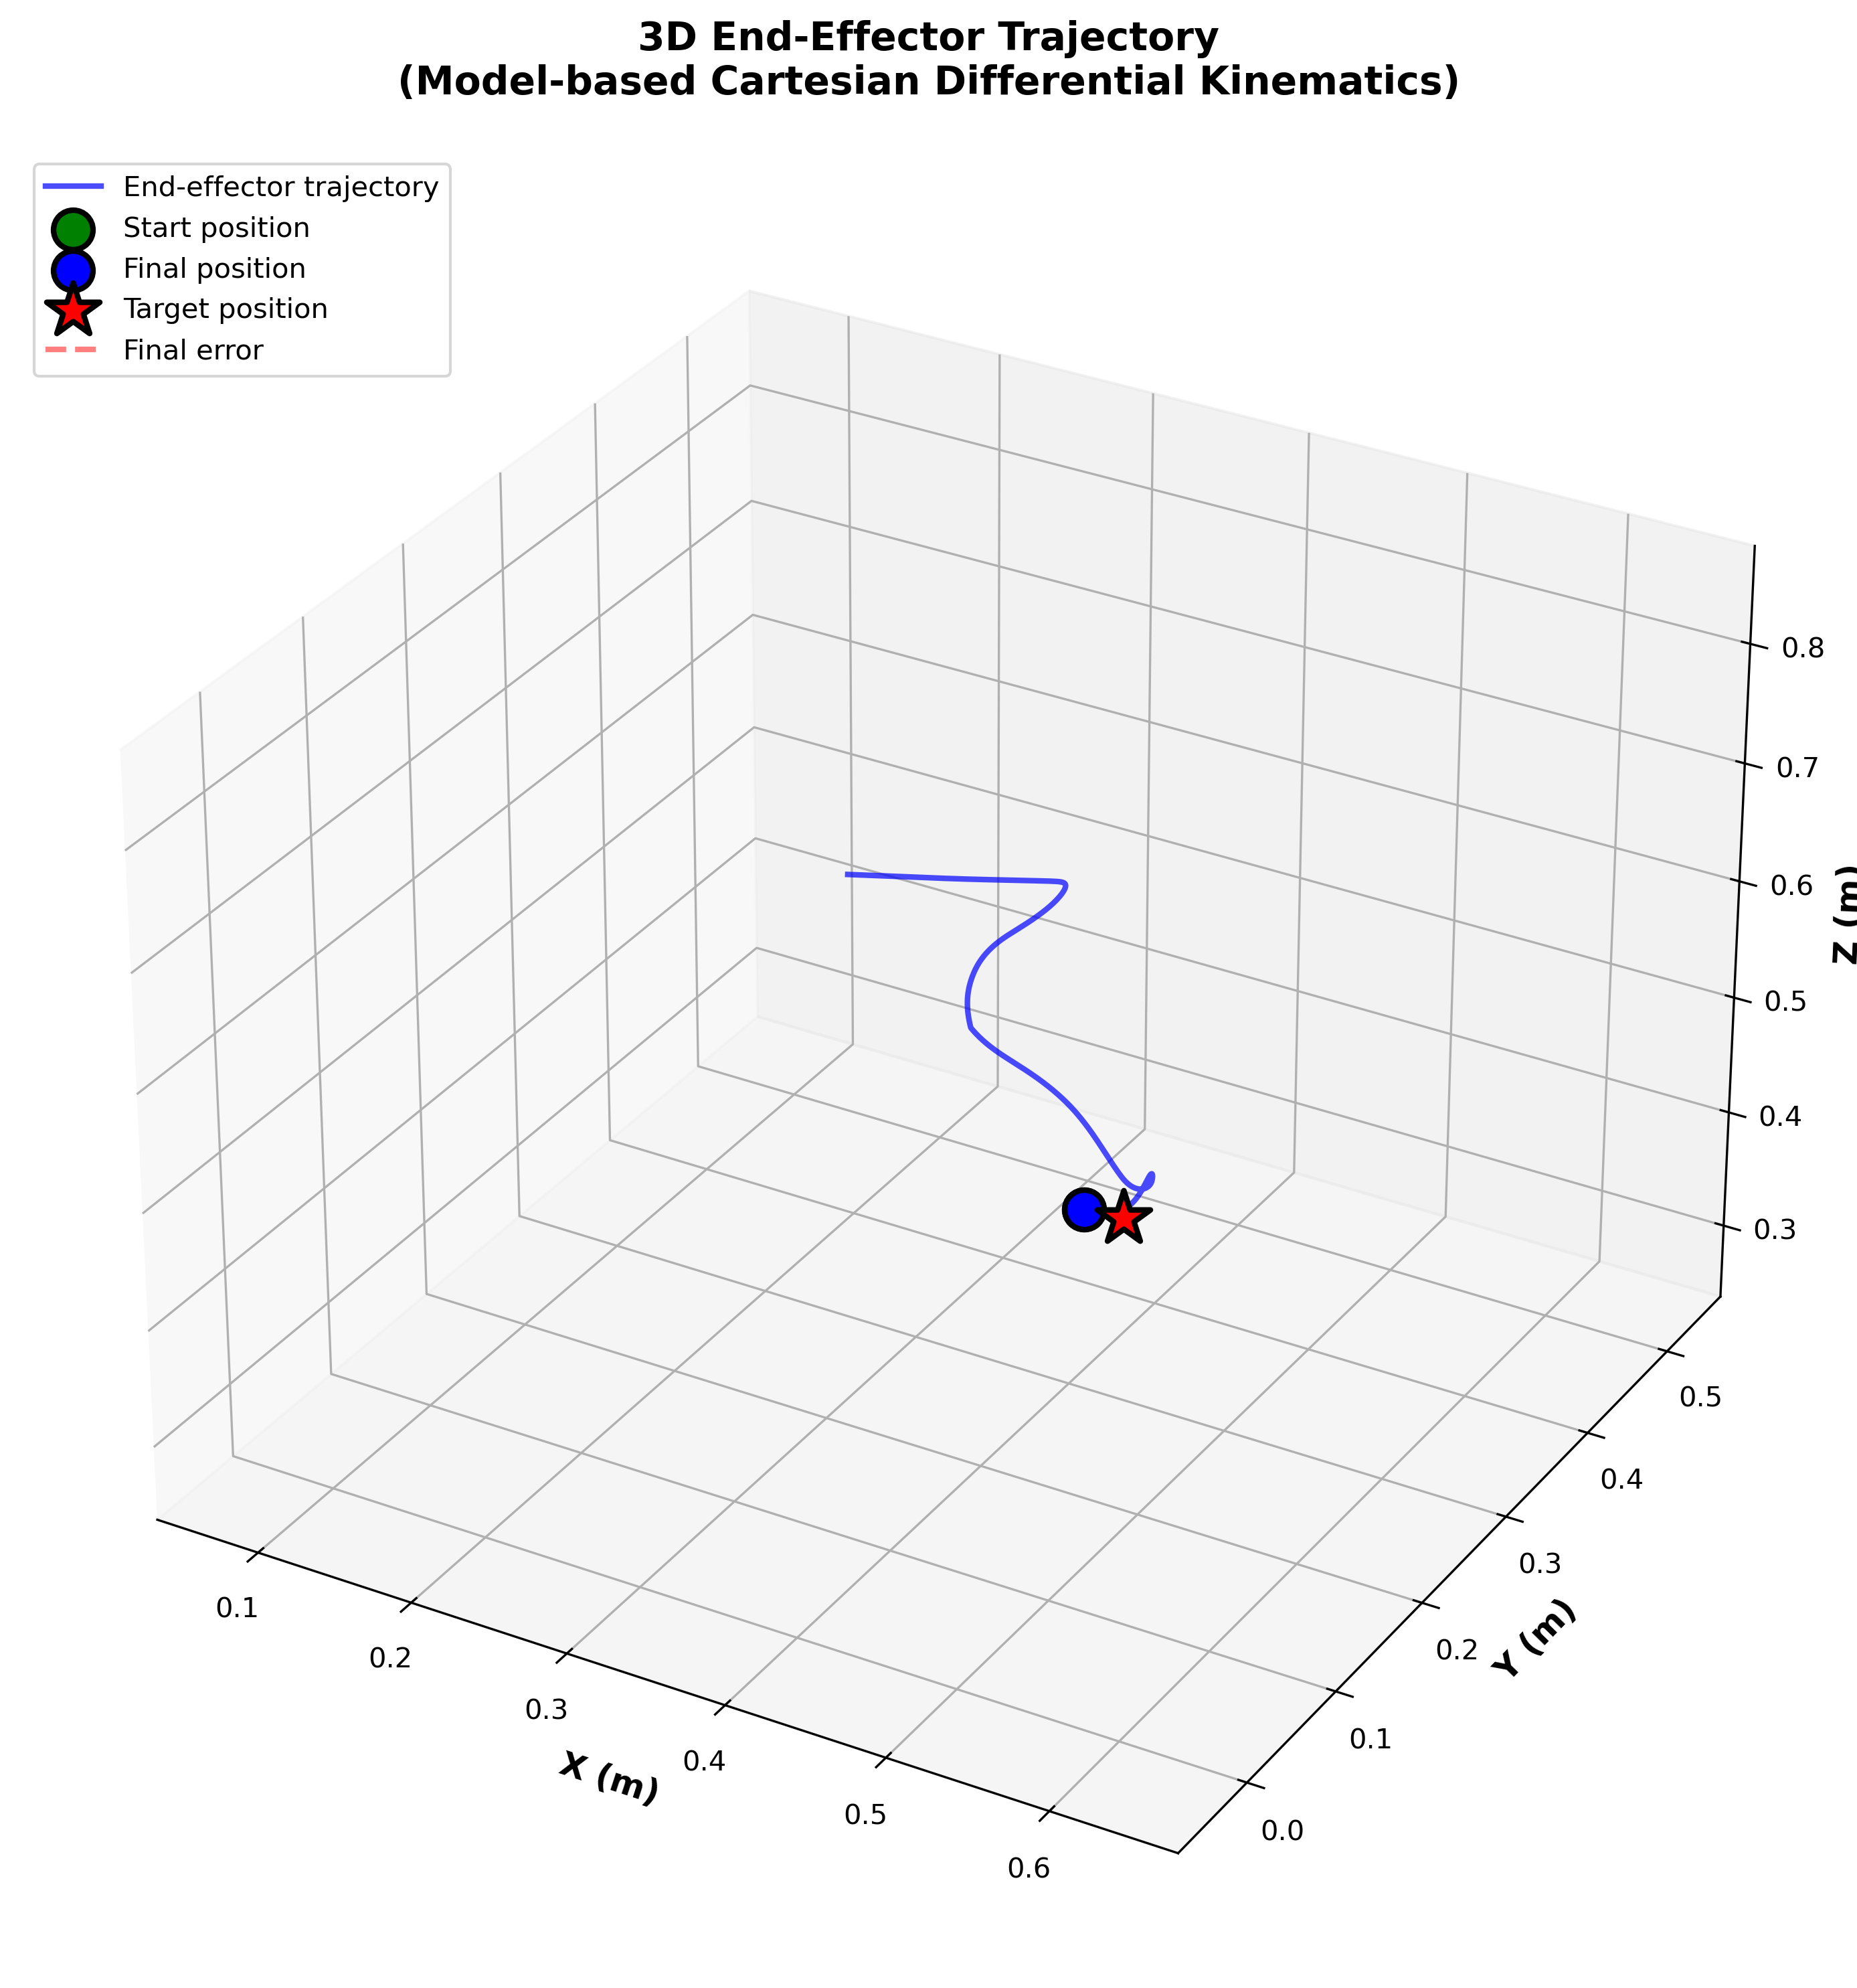 3D End-Effector Trajectory
(Model-based Cartesian Differential Kinematics)
End-effector trajectory
Start position
Final position
Target position
Final error
0.8
0.7
0.6
0.5
0.4
0.3
Z (m)
0.5
0.4
0.3
0.2
0.1
0.0
Y (m)
0.1
0.2
0.3
0.4
0.5
0.6
X (m)